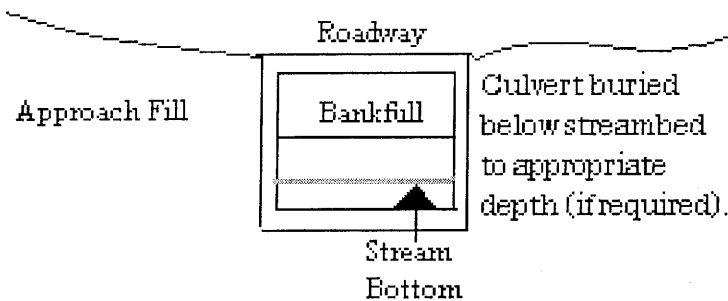 Roadway
Approach Fill
Bankfull
Culvert buried
below streambed
to appropriate
depth (if required).
Stream
Bottom